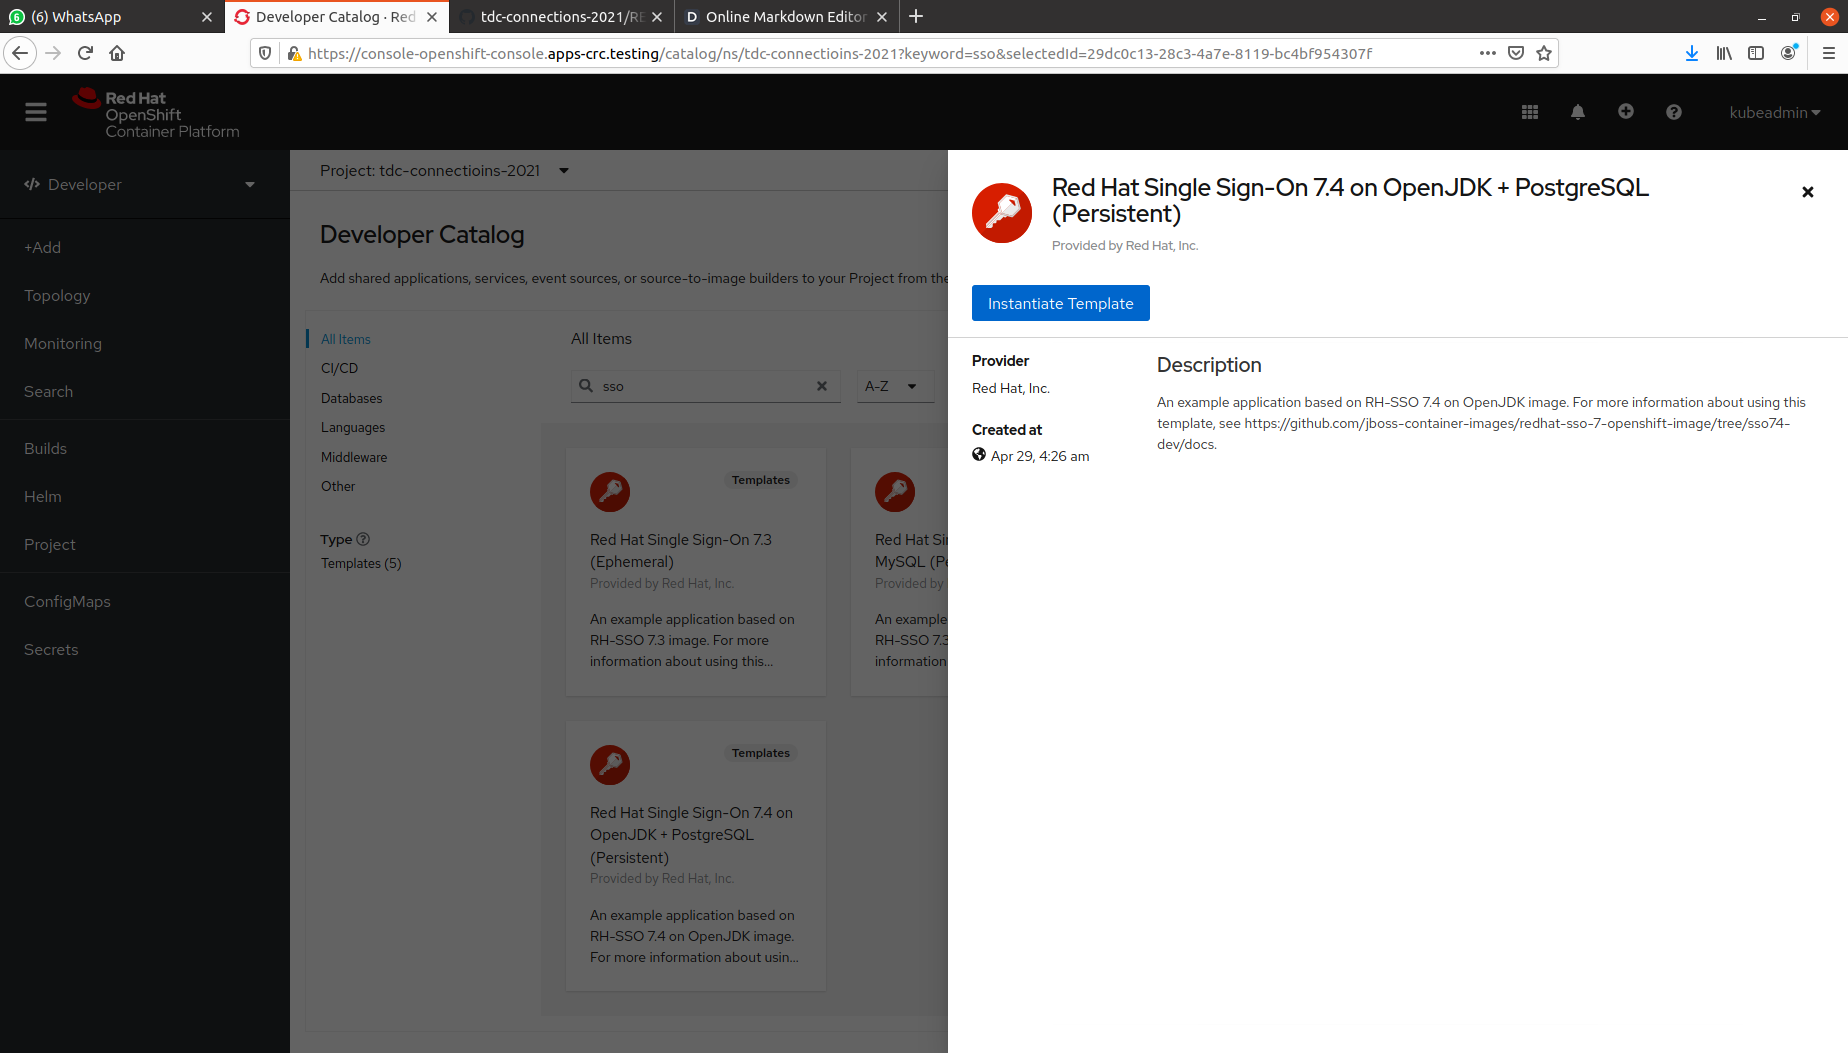 (6) WhatsApp
Developer Catalog · Red
tdc-connections-2021/RE
Online Markdown Editor
https://console-openshift-console.apps-crc.testing/catalog/ns/tdc-connectioins-2021?keyword=sso&selectedId=29dc0c13-28c3-4a7e-8119-bc4bf954307f
Red Hat
OpenShift
Container Platform
kubeadmin
Developer
+Add
Topology
Monitoring
Search
Builds
Helm
Project
ConfigMaps
Secrets
Project: tdc-connectioins-2021
Developer Catalog
Add shared applications, services, event sources, or source-to-image builders to your Project from the
All Items
CI/CD
Databases
Languages
Middleware
Other
Type
Templates (5)
All Items
sso
A-Z
Templates
Red Hat Single Sign-On 7.3
(Ephemeral)
Provided by Red Hat, Inc.
An example application based on
RH-SSO 7.3 image. For more
information about using this...
Red Hat Si
MySQL (Pe
Provided by
An example
RH-SSO 7.3
information
Templates
Red Hat Single Sign-On 7.4 on
OpenJDK + PostgreSQL
(Persistent)
Provided by Red Hat, Inc.
An example application based on
RH-SSO 7.4 on OpenJDK image.
For more information about usin...
Red Hat Single Sign-On 7.4 on OpenJDK + PostgreSQL
(Persistent)
Provided by Red Hat, Inc.
Instantiate Template
Provider
Red Hat, Inc.
Created at
Apr 29, 4:26 am
Description
An example application based on RH-SSO 7.4 on OpenJDK image. For more information about using this
template, see https://github.com/jboss-container-images/redhat-sso-7-openshift-image/tree/sso74-
dev/docs.